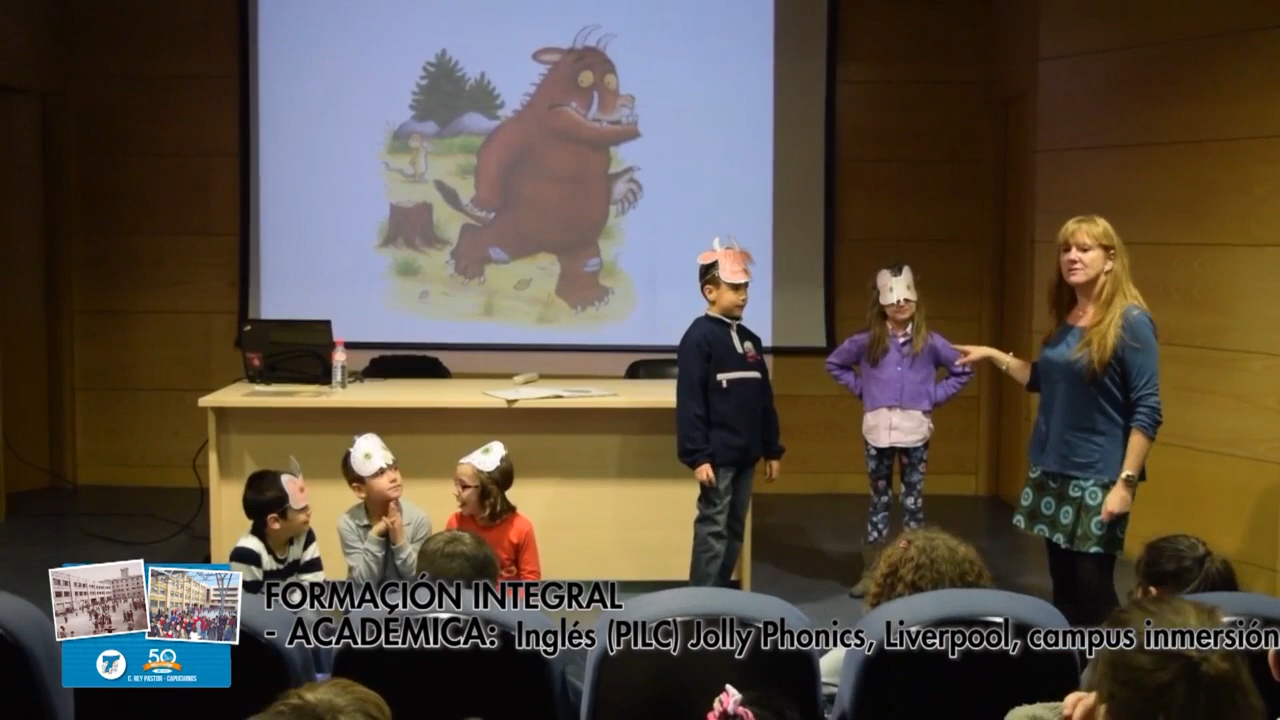 FORMACIÓN INTEGRAL
- ACADÉMICA: Inglés (PILC) Jolly Phonics, Liverpool, campus inmersión
50
C. REY PASTOR - CAPUCHINOS